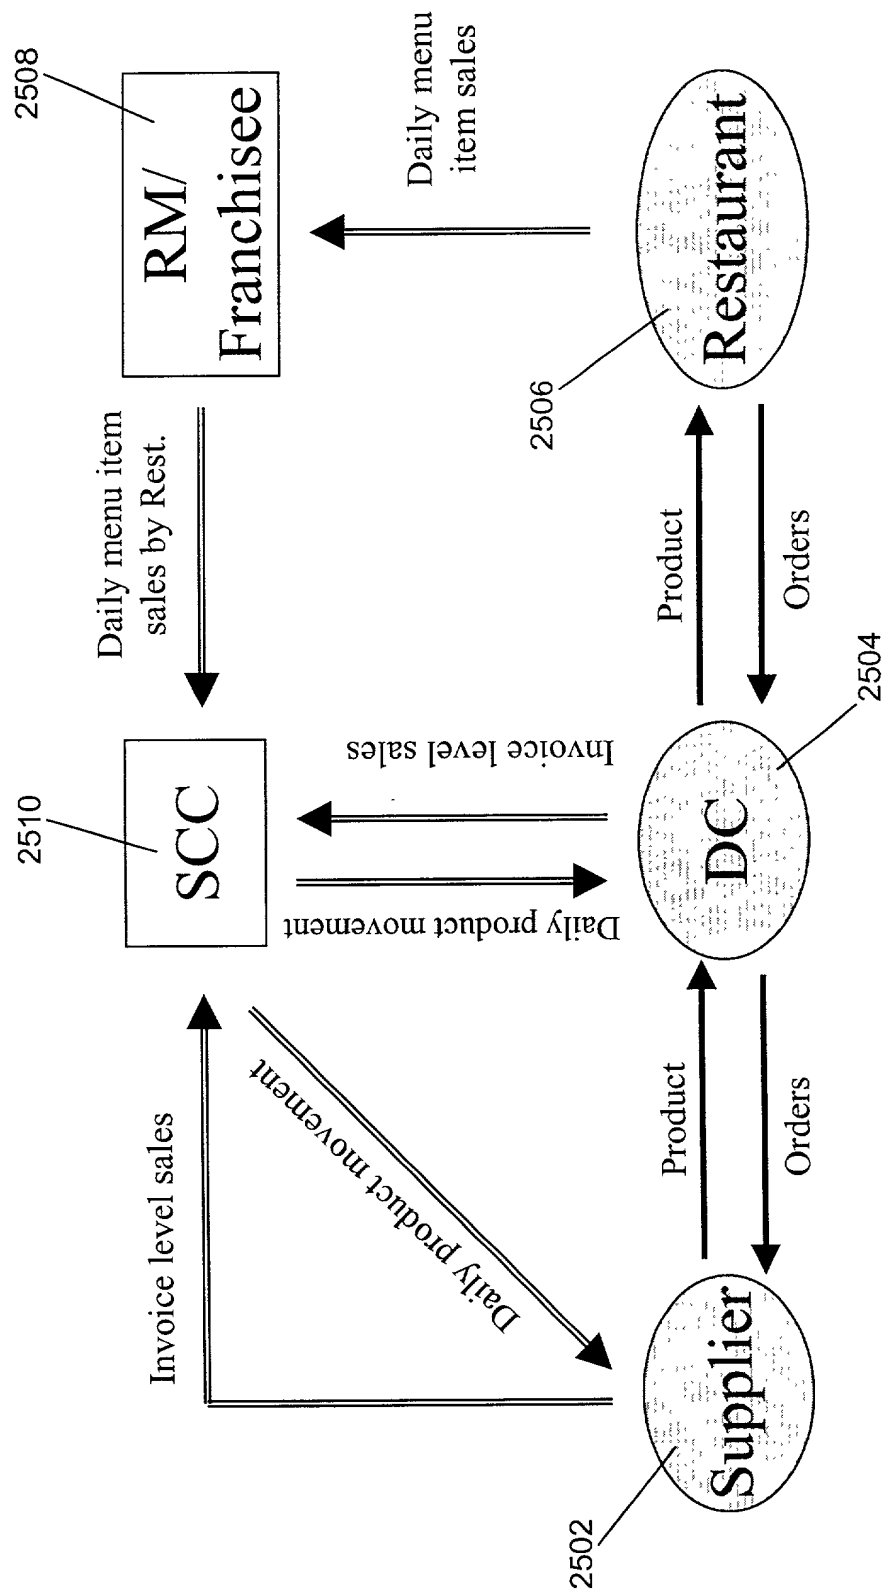 2510
2508
SCC
RM/
Franchisee
Invoice level sales
Daily menu item
sales by Rest.
Daily product movement
Daily product movement
Invoice level sales
Daily menu
item sales
2502
Supplier
Product
Orders
DC
2504
Product
Orders
2506
Restaurant